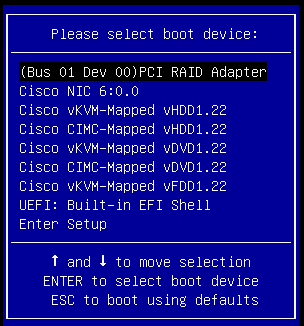 Please select boot device:
(Bus 01 Dev 00)PCI RAID Adapter
Cisco NIC 6:0.0
Cisco vKVM-Mapped vHDD1.22
Cisco CIMC-Mapped vHDD1.22
Cisco vKVM-Mapped vDVD1.22
Cisco CIMC-Mapped vDVD1.22
Cisco vKVM-Mapped vFDD1.22
UEFI: Built-in EFI Shell
Enter Setup
↑ and ↓ to move selection
ENTER to select boot device
ESC to boot using defaults